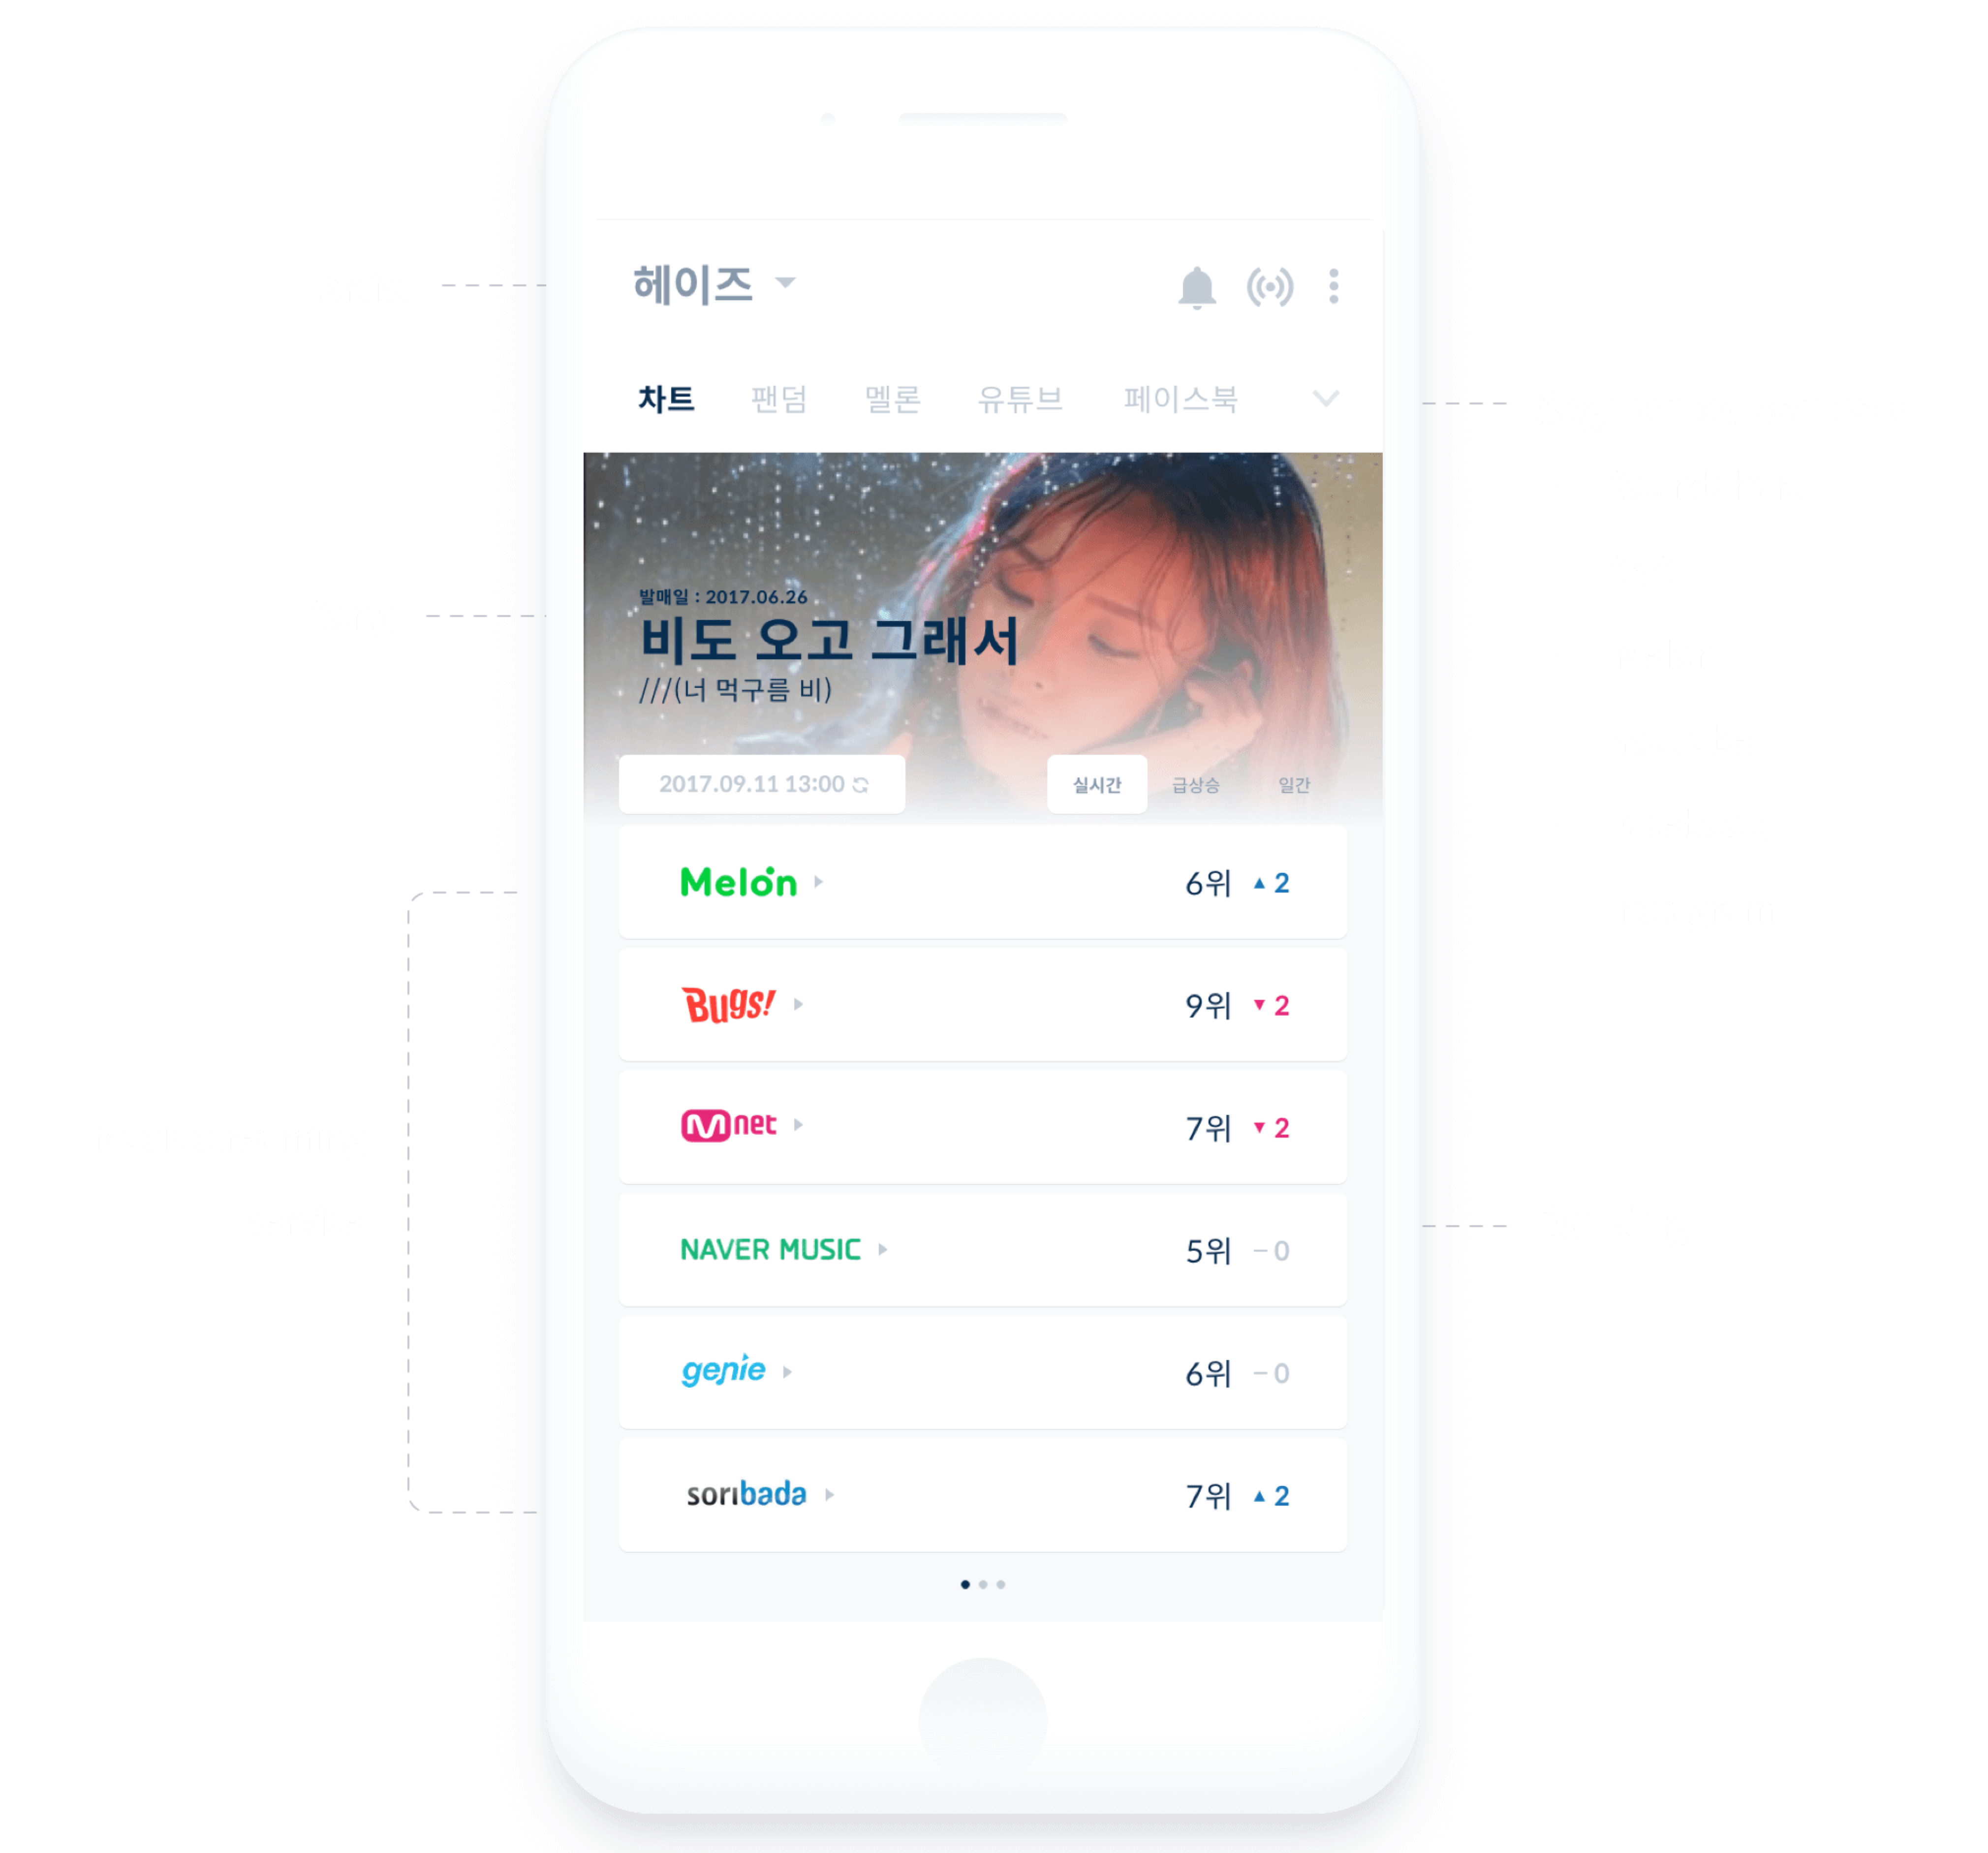 헤이즈
차트 팬덤 멜론 유튜브 페이스북
발매일 : 2017.06.26
비도 오고 그래서
///(너 먹구름 비)
2017.09.11 13:00 실시간 급상승 일간
Melon 6위 ▲ 2
Bugs! 9위 ▼ 2
Mnet 7위 ▼ 2
NAVER MUSIC 5위 – 0
genie 6위 – 0
soribada 7위 ▲ 2